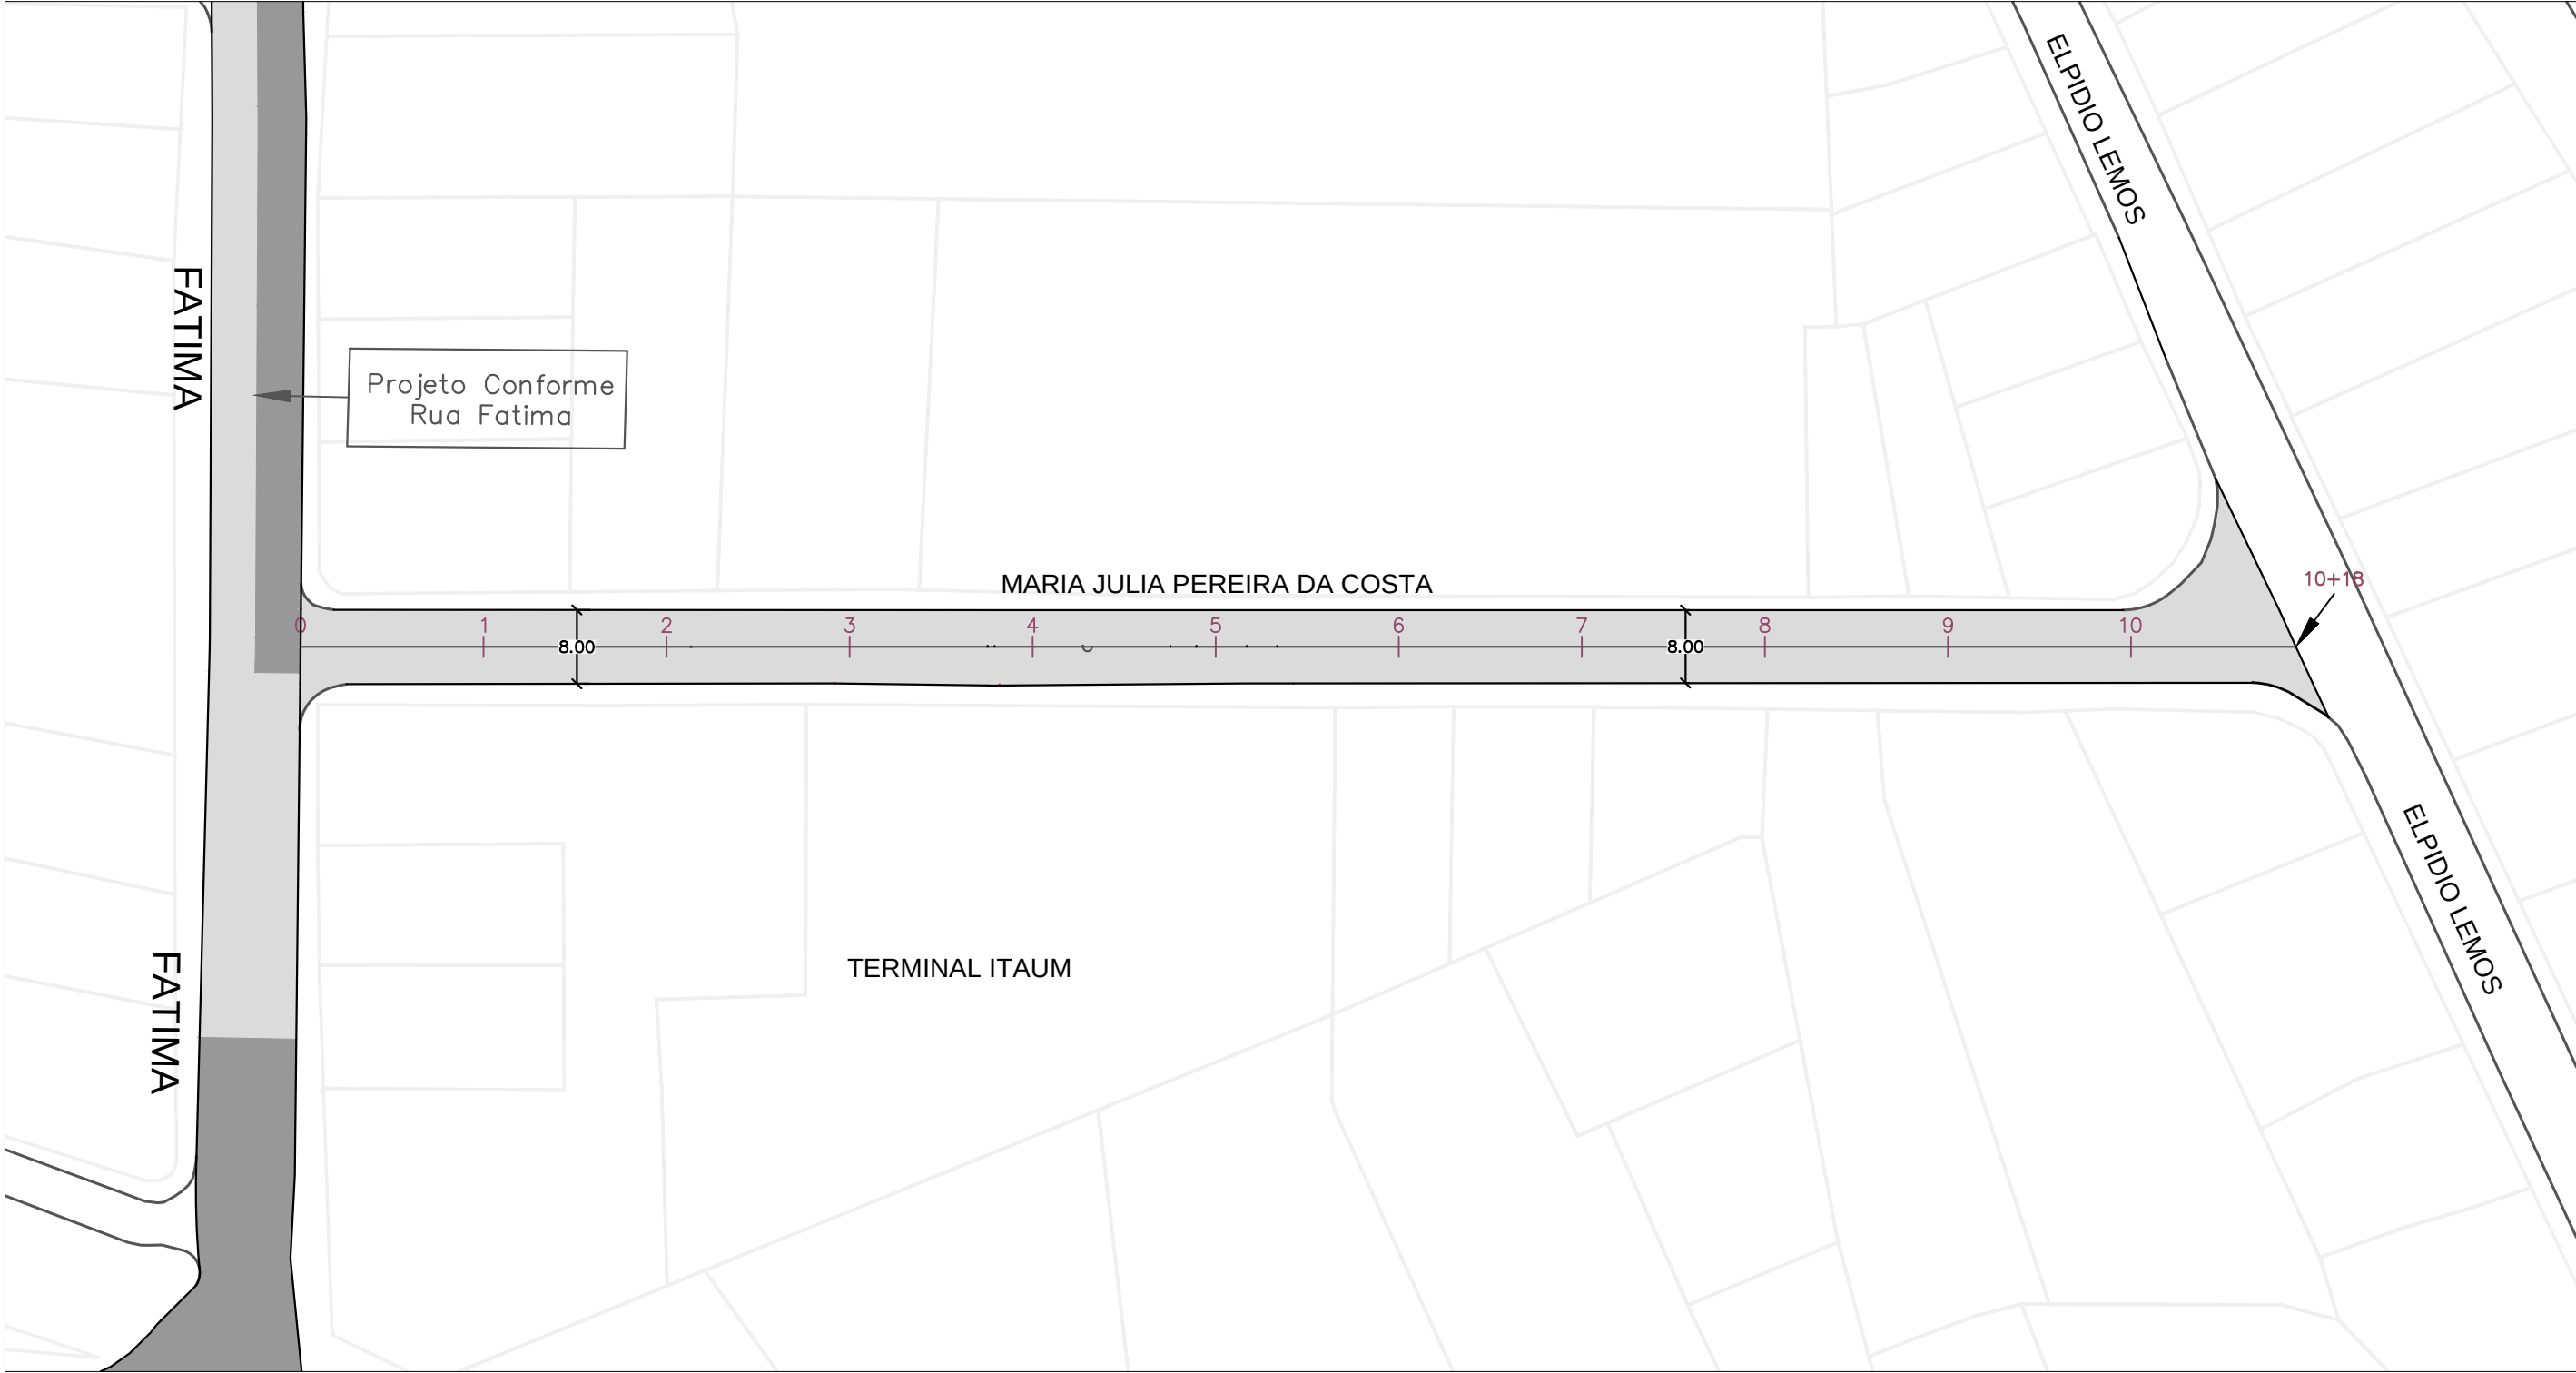 ELPIDIO LEMOS
FATIMA
Projeto Conforme
Rua Fatima
MARIA JULIA PEREIRA DA COSTA
10+18
0 1 2 3 4 5 6 7 8 9 10
8.00 8.00
ELPIDIO LEMOS
FATIMA
TERMINAL ITAUM